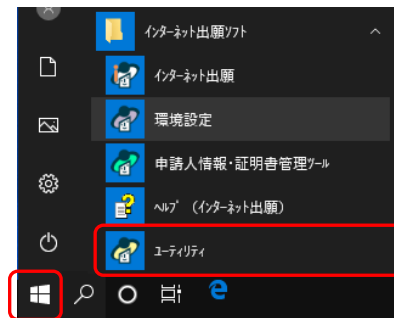 ｲﾝﾀｰﾈｯﾄ出願ｿﾌﾄ
ｲﾝﾀｰﾈｯﾄ出願
環境設定
申請人情報･証明書管理ﾂｰﾙ
ﾍﾙﾌﾟ (ｲﾝﾀｰﾈｯﾄ出願)
ﾕｰﾃｨﾘﾃｨ